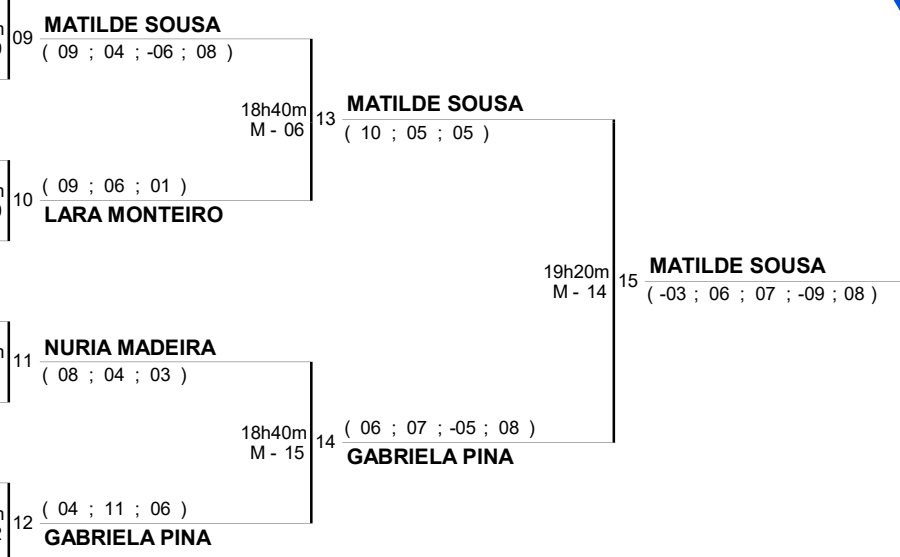 09
MATILDE SOUSA
( 09 ; 04 ; -06 ; 08 )
18h40m
M - 06
13
MATILDE SOUSA
( 10 ; 05 ; 05 )
10
( 09 ; 06 ; 01 )
LARA MONTEIRO
19h20m
M - 14
15
MATILDE SOUSA
( -03 ; 06 ; 07 ; -09 ; 08 )
11
NURIA MADEIRA
( 08 ; 04 ; 03 )
18h40m
M - 15
14
( 06 ; 07 ; -05 ; 08 )
GABRIELA PINA
12
( 04 ; 11 ; 06 )
GABRIELA PINA